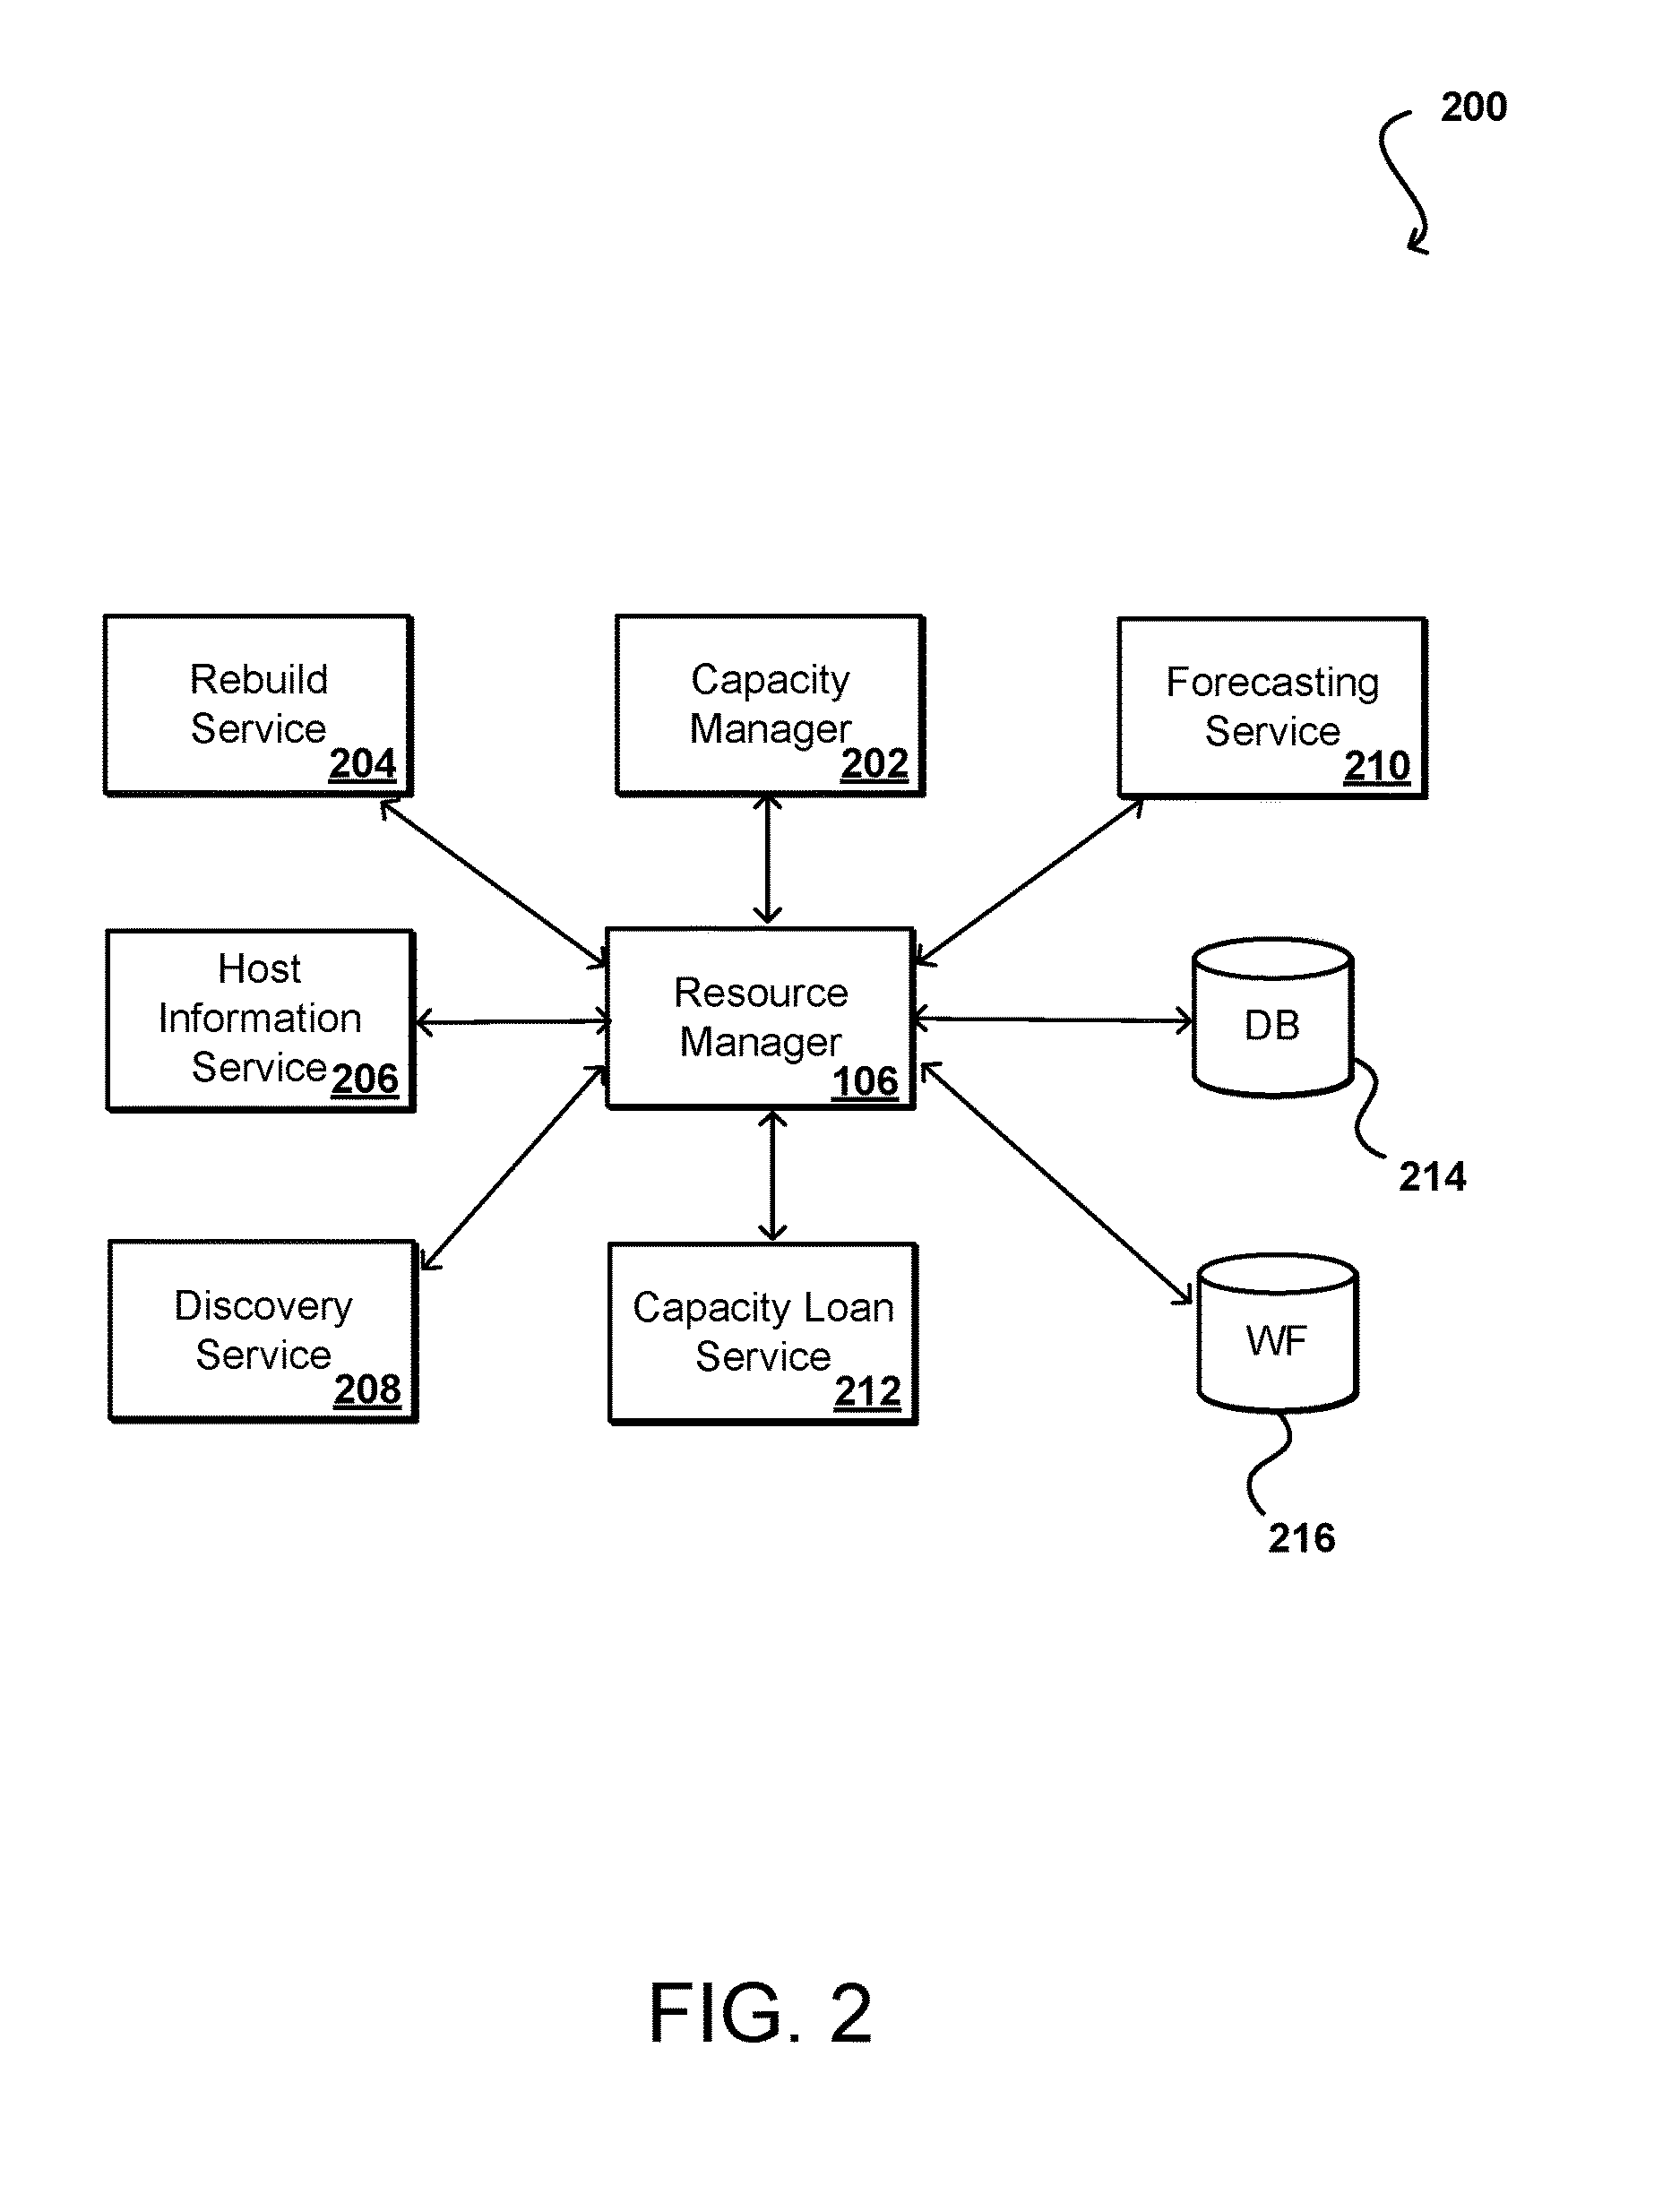 200
Rebuild
Service
204
Capacity
Manager
202
Forecasting
Service
210
Host
Information
Service
206
Resource
Manager
106
DB
214
Discovery
Service
208
Capacity Loan
Service
212
WF
216
FIG. 2